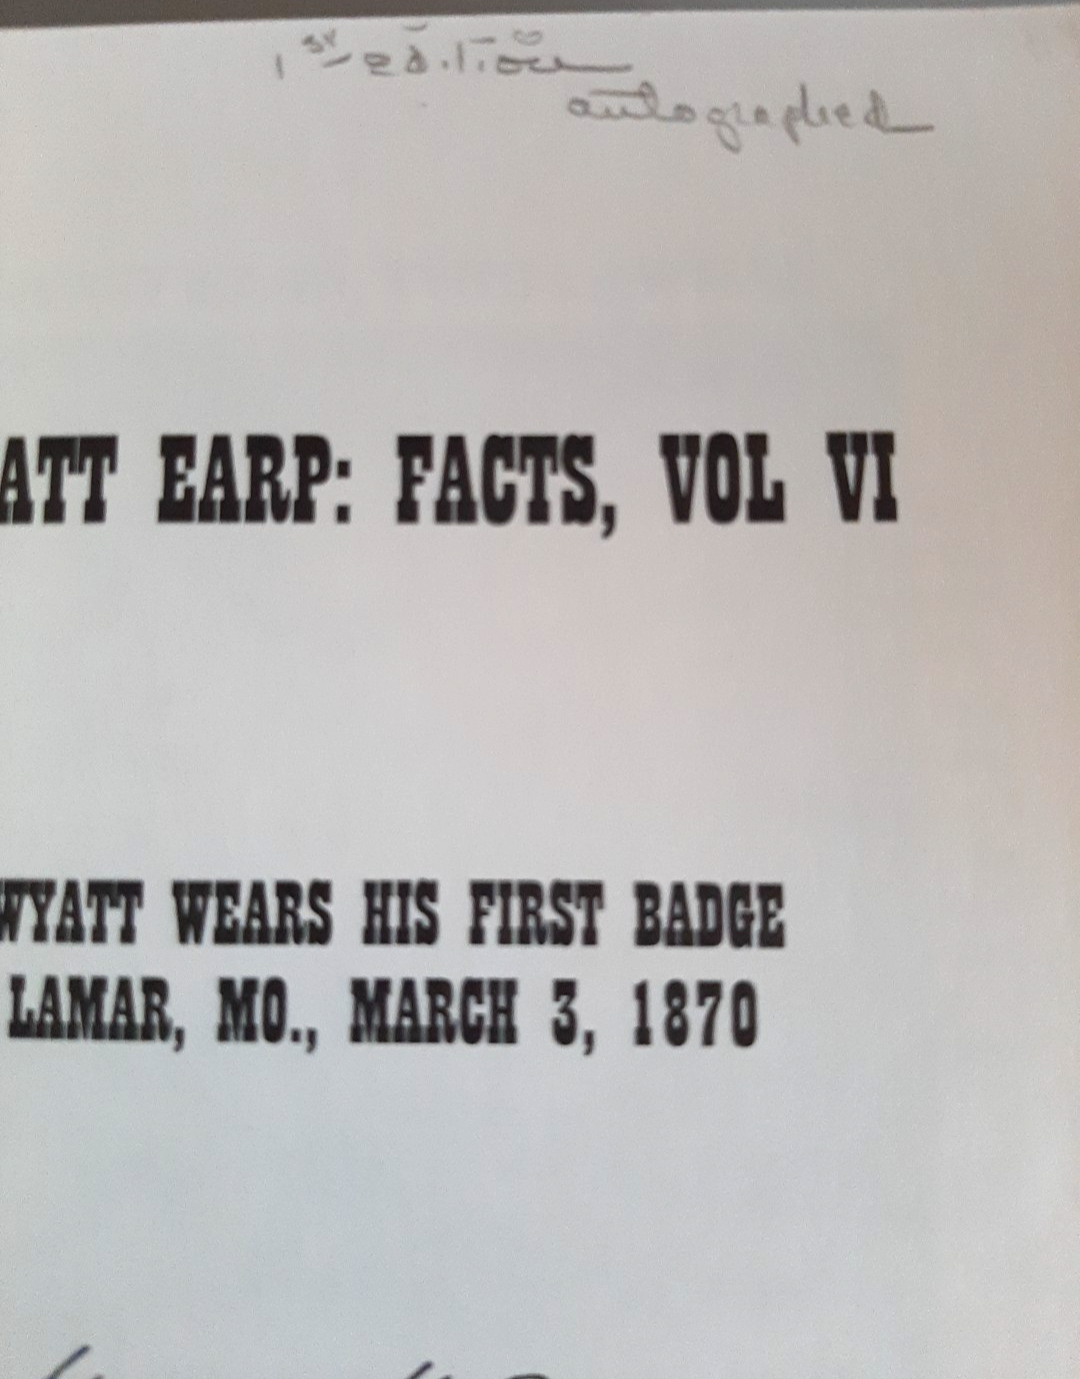 1st edition
autographed
ATT EARP: FACTS, VOL VI
WYATT WEARS HIS FIRST BADGE
LAMAR, MO., MARCH 3, 1870